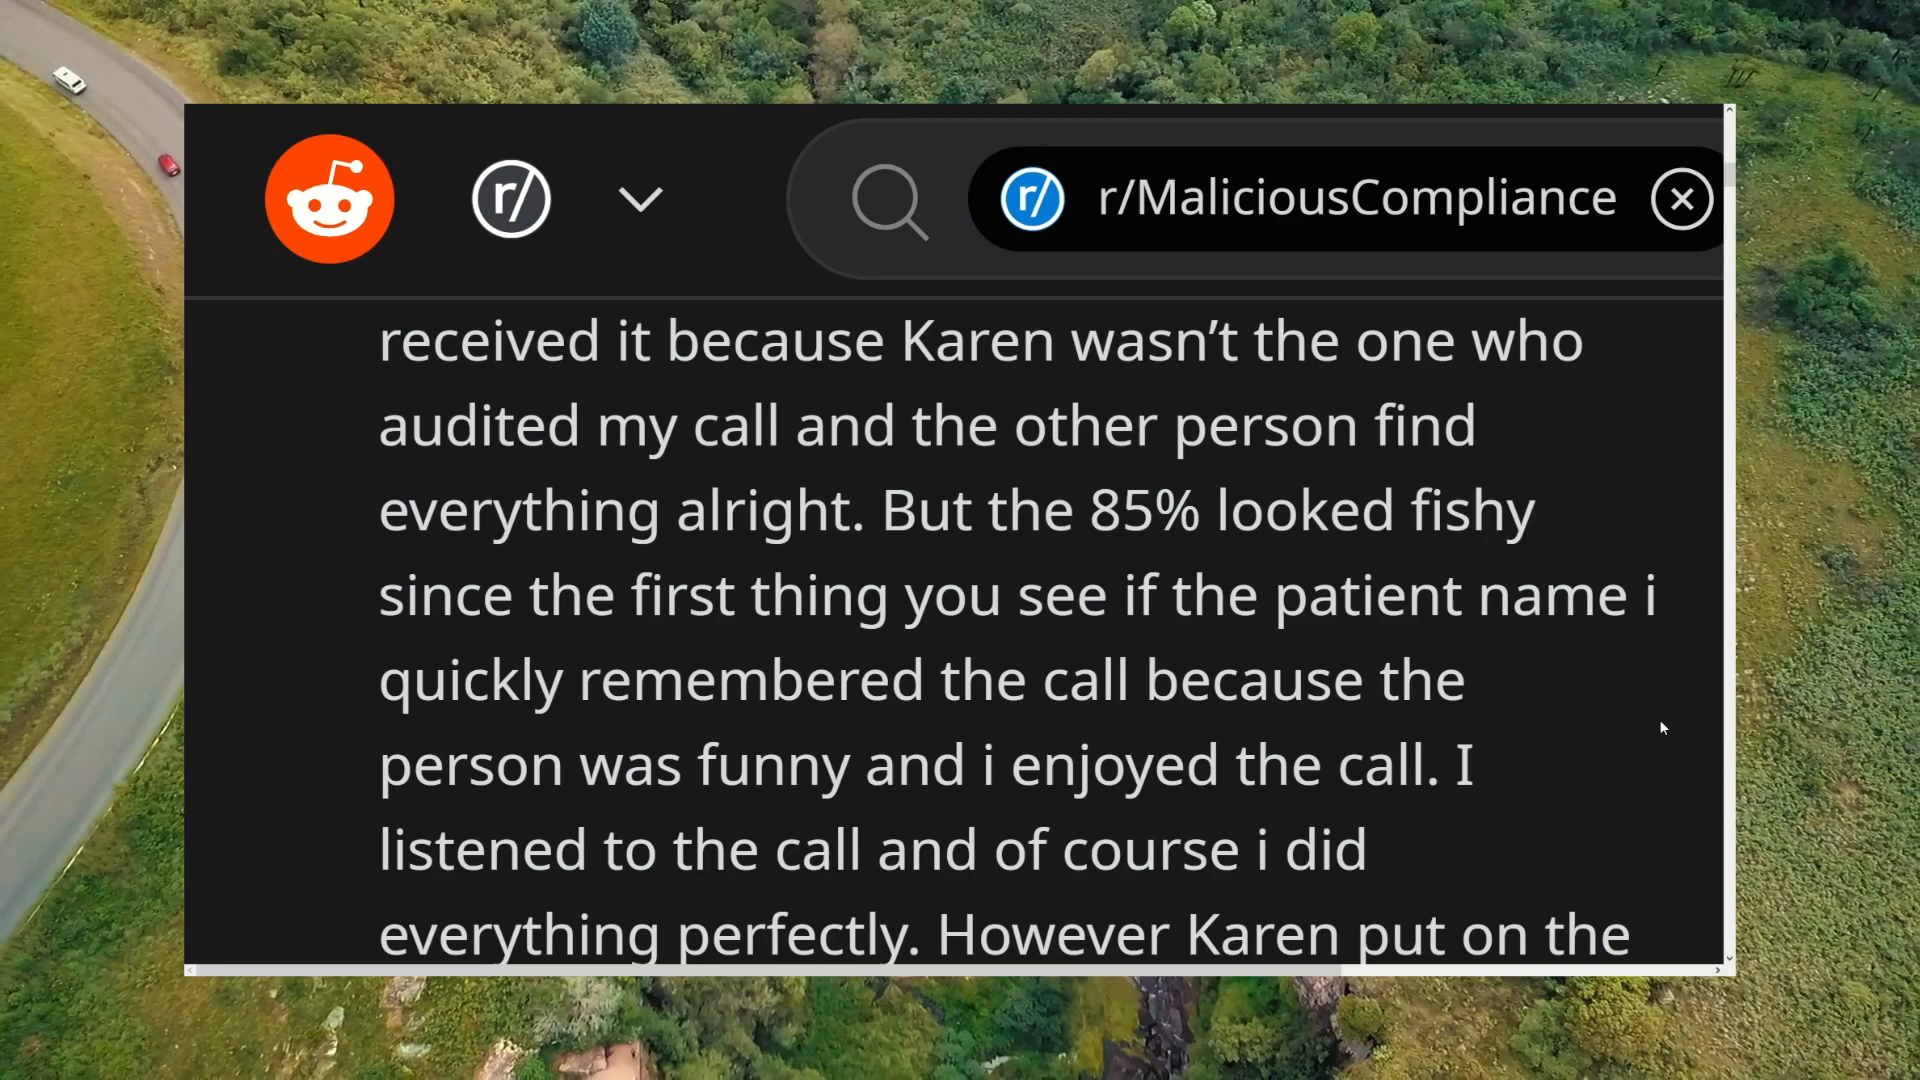 r/
r/ r/MaliciousCompliance
received it because Karen wasn’t the one who
audited my call and the other person find
everything alright. But the 85% looked fishy
since the first thing you see if the patient name i
quickly remembered the call because the
person was funny and i enjoyed the call. I
listened to the call and of course i did
everything perfectly. However Karen put on the